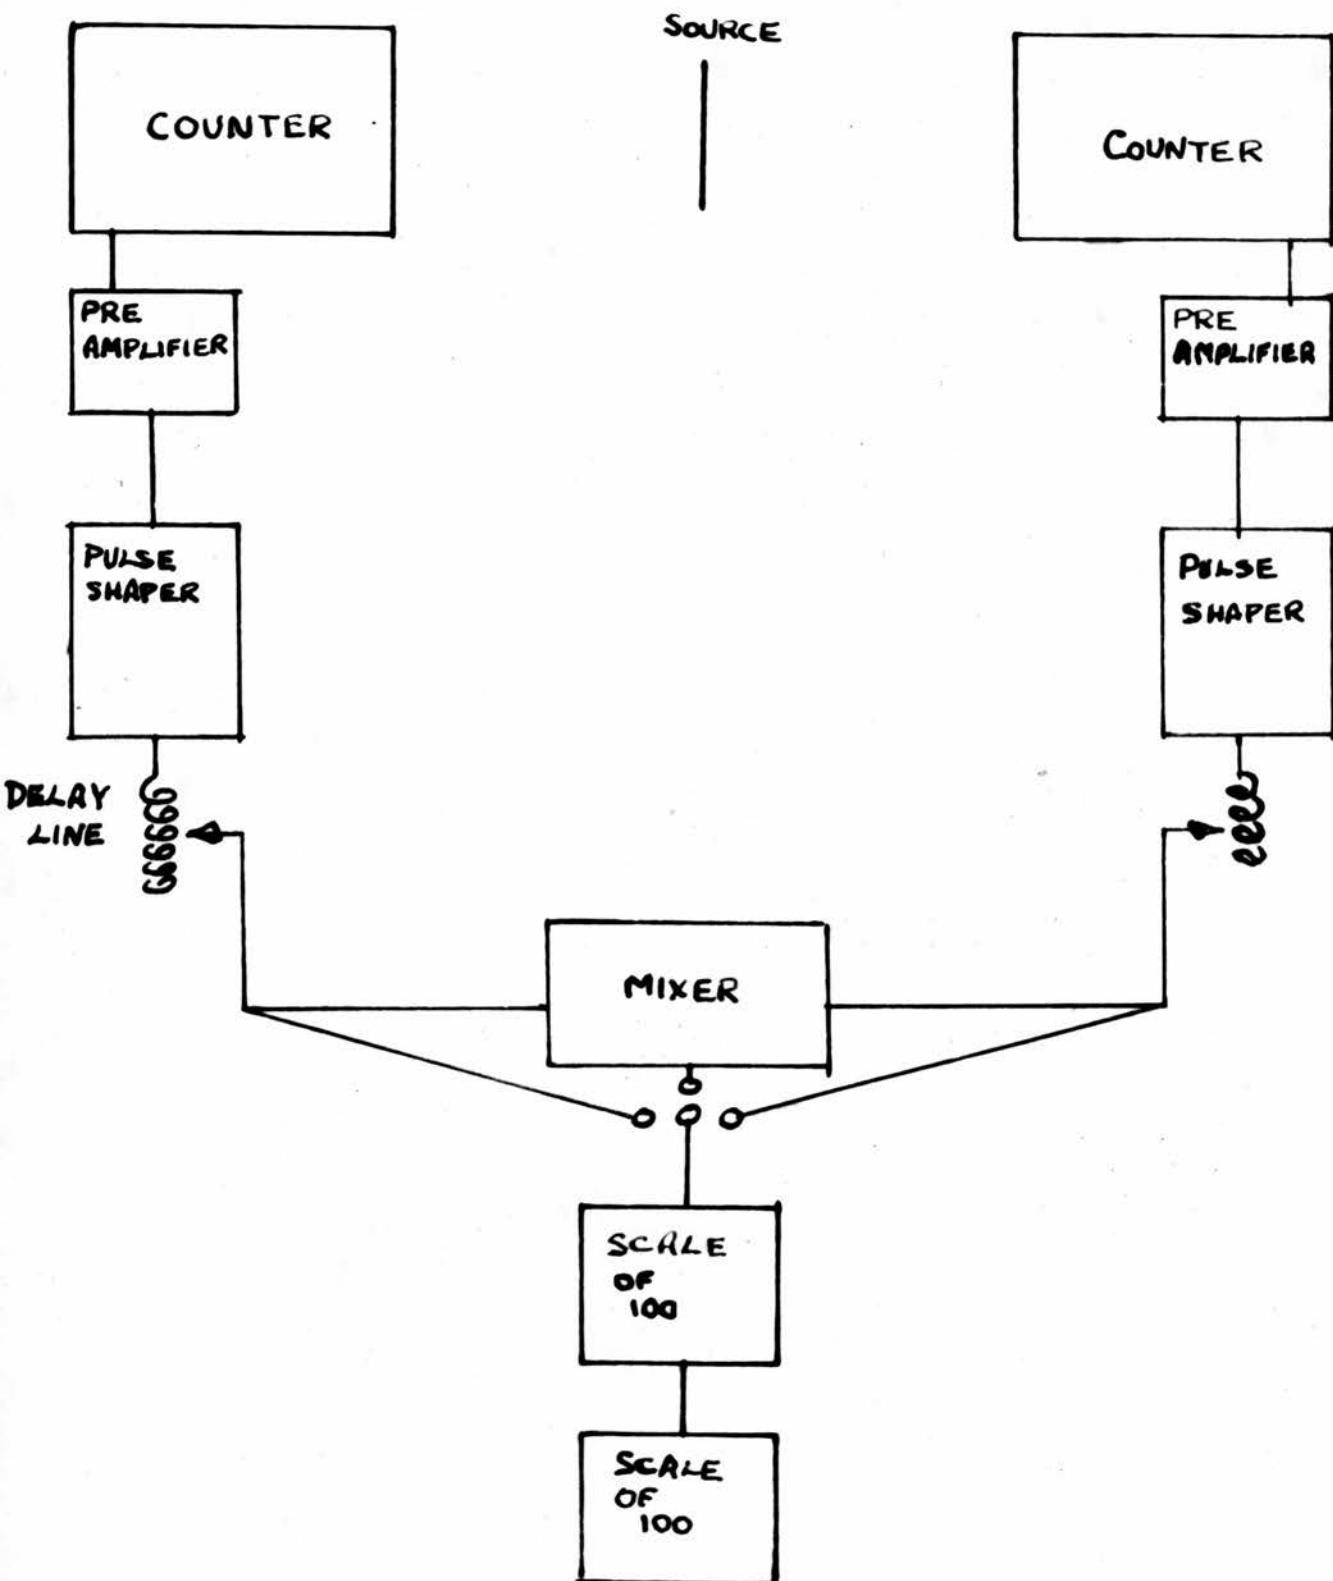 SOURCE
COUNTER
COUNTER
PRE
AMPLIFIER
PRE
AMPLIFIER
PULSE
SHAPER
PULSE
SHAPER
DELAY
LINE
MIXER
SCALE
OF
100
SCALE
OF
100